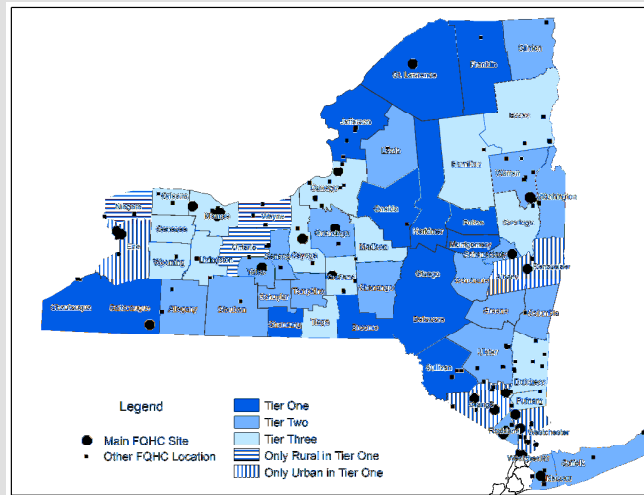 Clinton
Franklin
St. Lawrence
Essex
Jefferson
Lewis
Hamilton
Warren
Washington
Oswego
Oneida
Herkimer
Saratoga
Fulton
Orleans
Niagara
Monroe
Wayne
Onondaga
Madison
Montgomery
Schenectady
Rensselaer
Genesee
Ontario
Cayuga
Erie
Wyoming
Livingston
Yates
Seneca
Otsego
Schoharie
Albany
Cortland
Chenango
Schuyler
Tompkins
Chautauqua
Cattaraugus
Allegany
Steuben
Chemung
Tioga
Broome
Delaware
Greene
Columbia
Ulster
Sullivan
Dutchess
Putnam
Orange
Rockland
Westchester
Suffolk
Nassau
Legend
Main FQHC Site
Other FQHC Location
Tier One
Tier Two
Tier Three
Only Rural in Tier One
Only Urban in Tier One